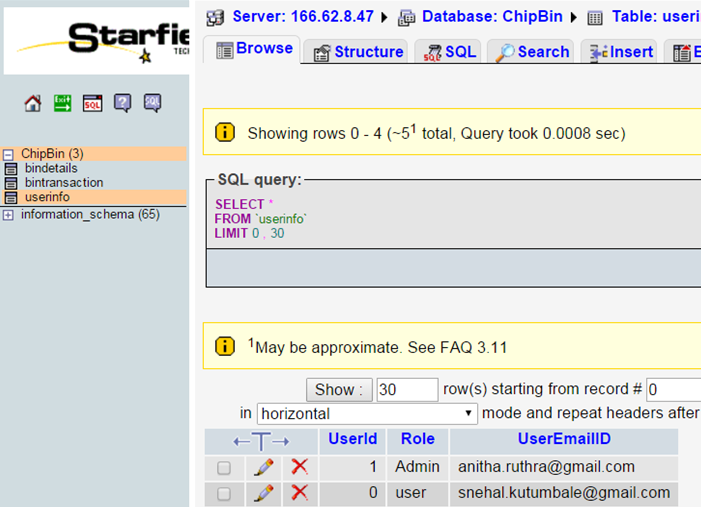 Starfie
TECH
Server: 166.62.8.47 Database: ChipBin Table: useri
Browse Structure SQL Search Insert E
Exit SQL ? SQL
Showing rows 0 - 4 (~5¹ total, Query took 0.0008 sec)
ChipBin (3)
bindetails
bintransaction
userinfo
information_schema (65)
SQL query:
SELECT *
FROM `userinfo`
LIMIT 0 , 30
¹May be approximate. See FAQ 3.11
Show : 30 row(s) starting from record # 0
in horizontal mode and repeat headers after
←T→ UserId Role UserEmailID
1 Admin anitha.ruthra@gmail.com
0 user snehal.kutumbale@gmail.com